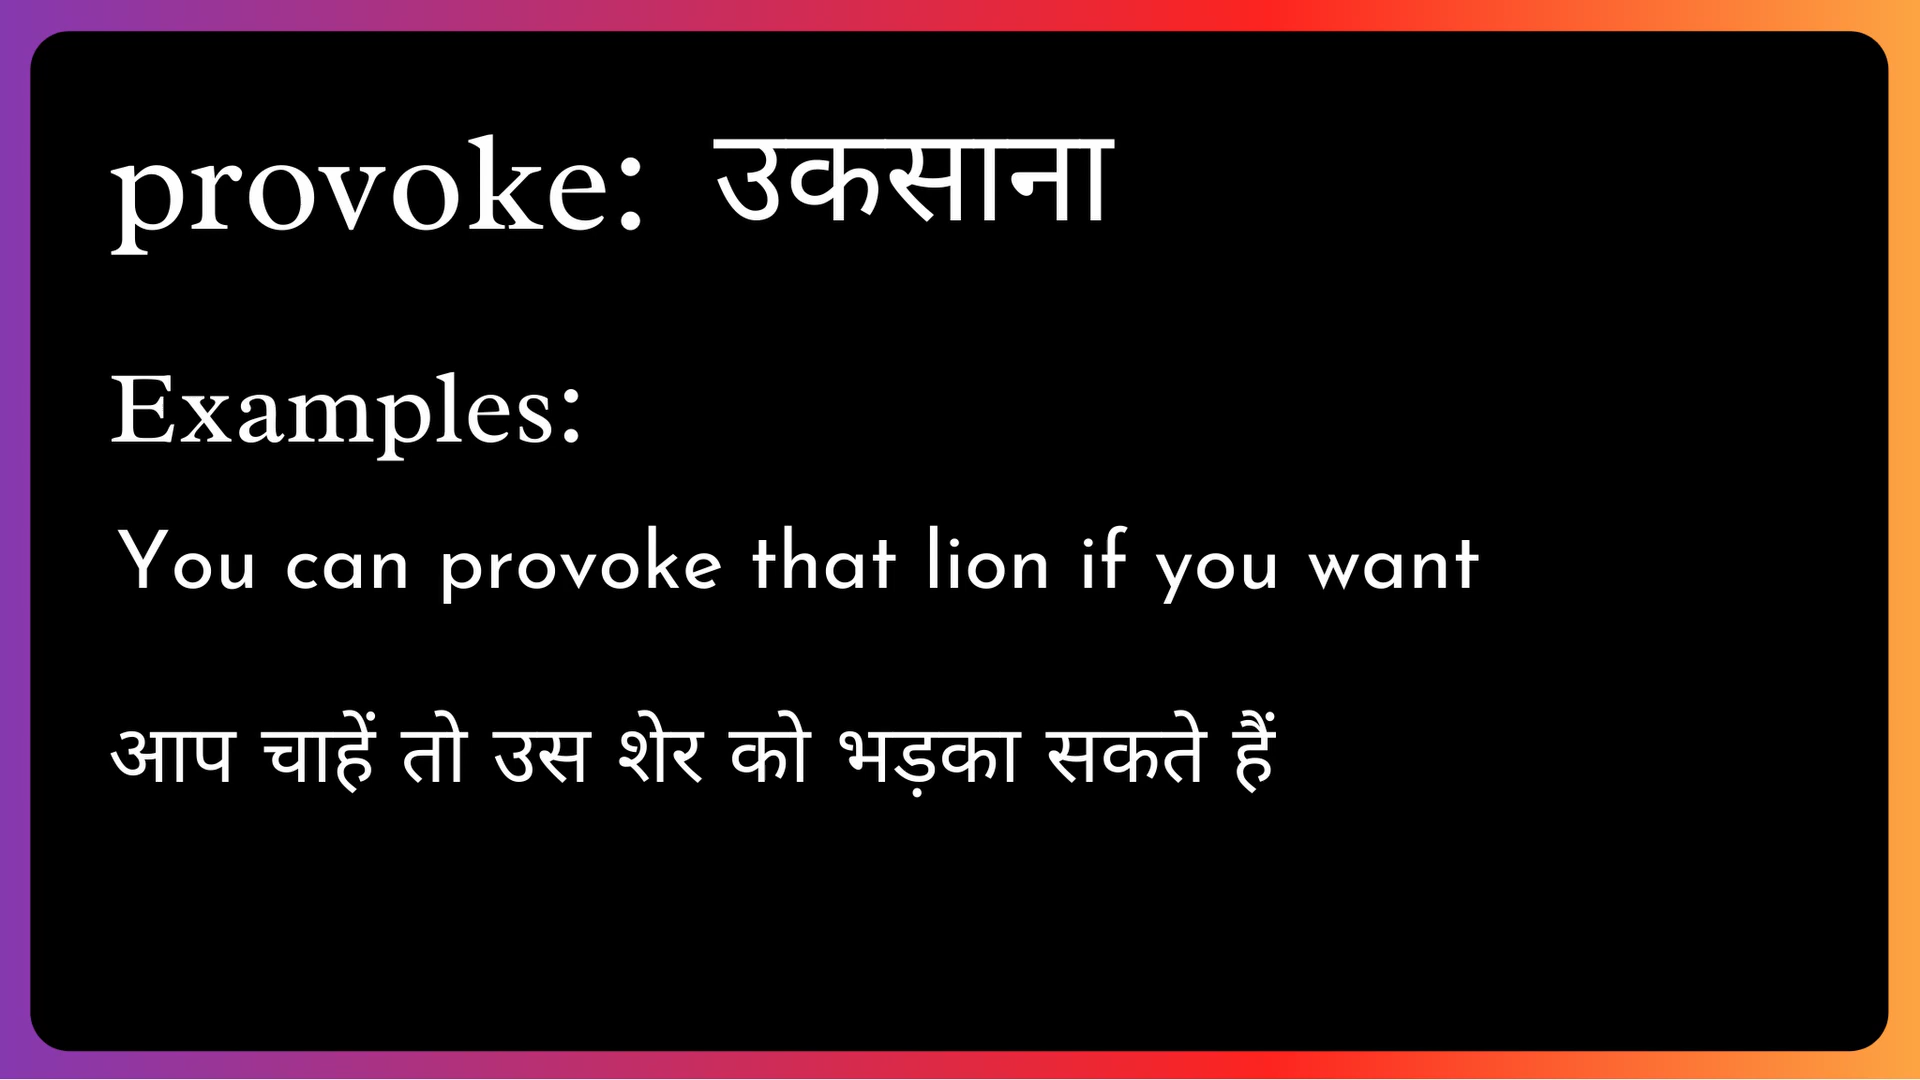 provoke: उकसाना
Examples:
You can provoke that lion if you want
आप चाहें तो उस शेर को भड़का सकते हैं